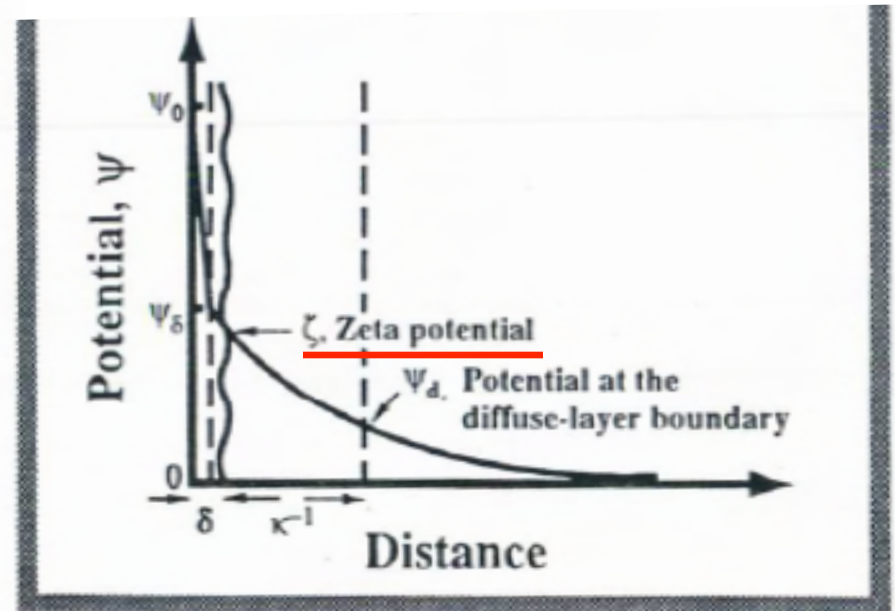 Potential, ψ
ψ₀
ψδ
ζ, Zeta potential
ψd, Potential at the
diffuse-layer boundary
0
δ
κ⁻¹
Distance